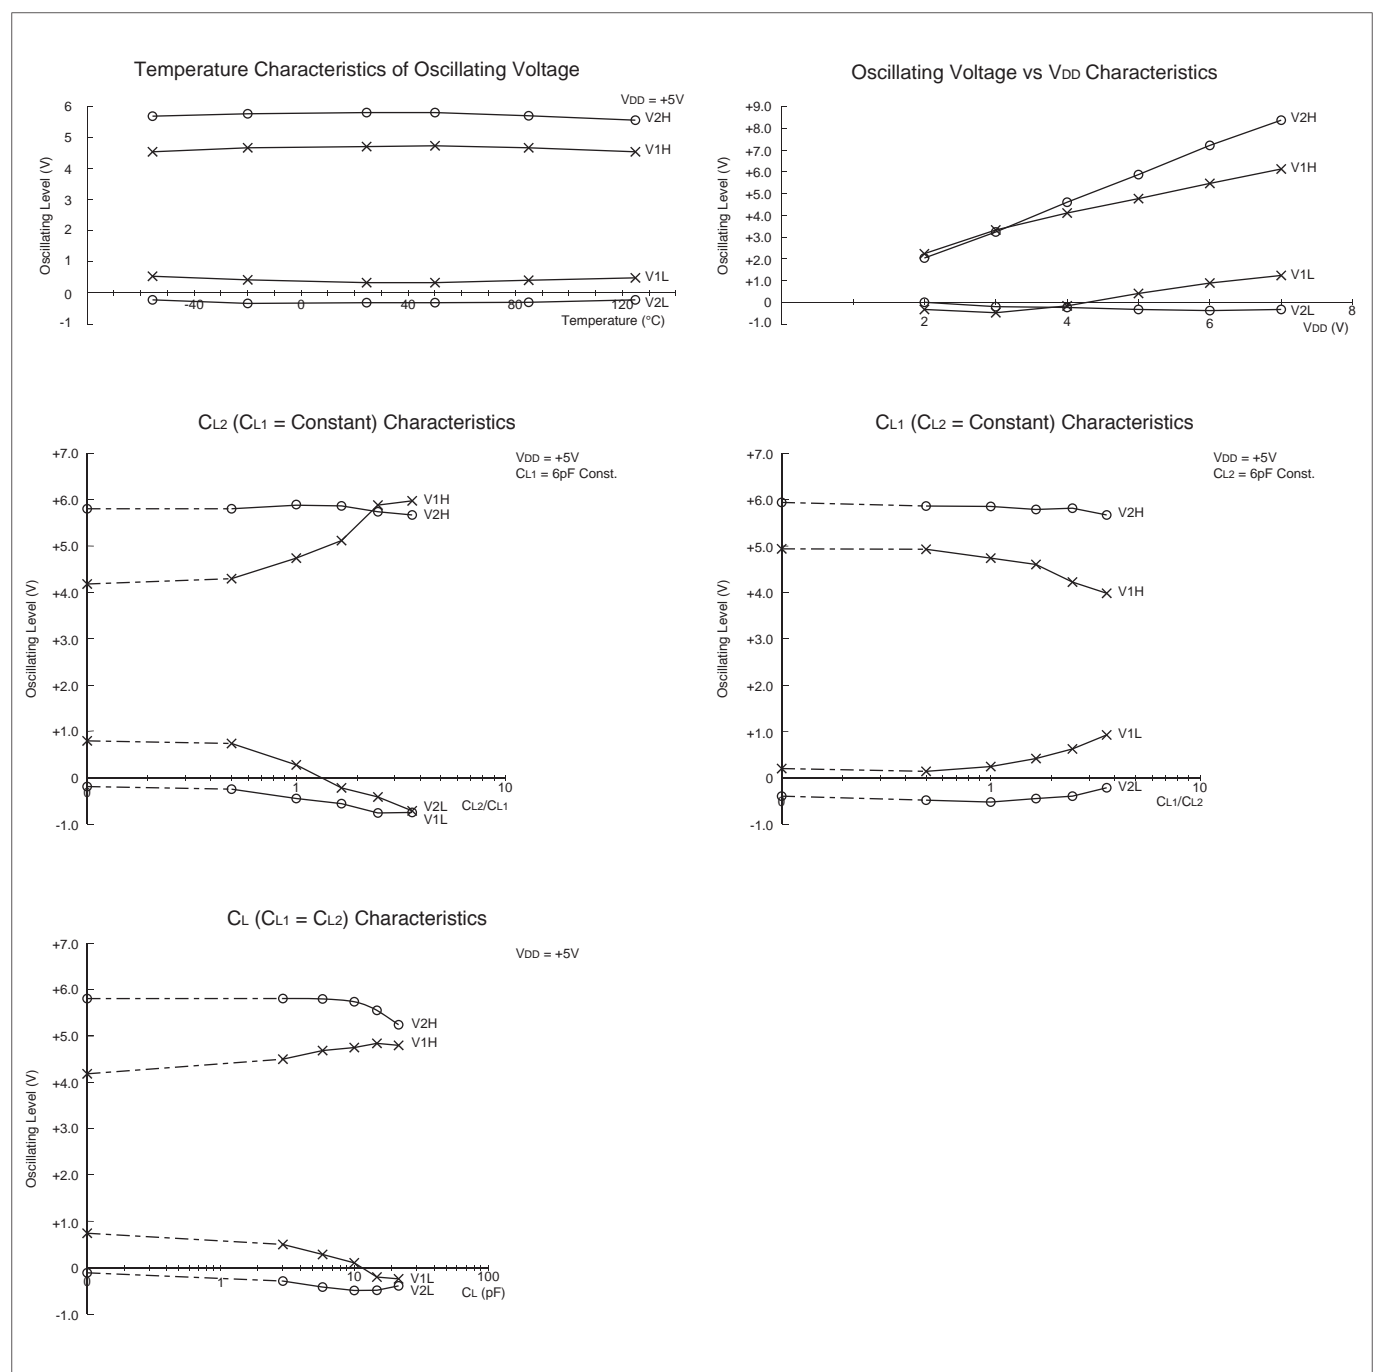 Temperature Characteristics of Oscillating Voltage
VDD = +5V
6
5
4
3
2
1
0
-1
Oscillating Level (V)
V2H
V1H
V1L
V2L
-40
0
40
80
120
Temperature (°C)
Oscillating Voltage vs VDD Characteristics
+9.0
+8.0
+7.0
+6.0
+5.0
+4.0
+3.0
+2.0
+1.0
0
-1.0
Oscillating Level (V)
V2H
V1H
V1L
V2L
2
4
6
8
VDD (V)
CL2 (CL1 = Constant) Characteristics
VDD = +5V
CL1 = 6pF Const.
+7.0
+6.0
+5.0
+4.0
+3.0
+2.0
+1.0
0
-1.0
Oscillating Level (V)
V1H
V2H
V2L
V1L
0
1
10
CL2/CL1
CL1 (CL2 = Constant) Characteristics
VDD = +5V
CL2 = 6pF Const.
+7.0
+6.0
+5.0
+4.0
+3.0
+2.0
+1.0
0
-1.0
Oscillating Level (V)
V2H
V1H
V1L
V2L
0
1
10
CL1/CL2
CL (CL1 = CL2) Characteristics
VDD = +5V
+7.0
+6.0
+5.0
+4.0
+3.0
+2.0
+1.0
0
-1.0
Oscillating Level (V)
V2H
V1H
V1L
V2L
0
1
10
100
CL (pF)